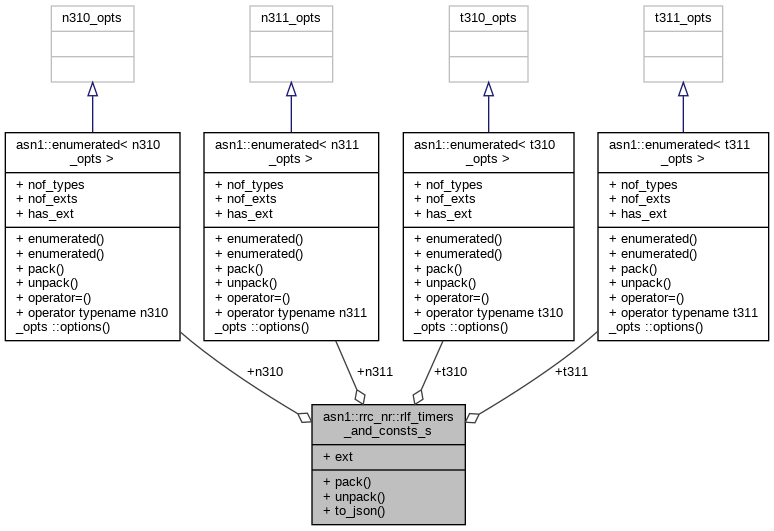 n310_opts
n311_opts
t310_opts
t311_opts
asn1::enumerated< n310
_opts >
+ nof_types
+ nof_exts
+ has_ext
+ enumerated()
+ enumerated()
+ pack()
+ unpack()
+ operator=()
+ operator typename n310
_opts ::options()
asn1::enumerated< n311
_opts >
+ nof_types
+ nof_exts
+ has_ext
+ enumerated()
+ enumerated()
+ pack()
+ unpack()
+ operator=()
+ operator typename n311
_opts ::options()
asn1::enumerated< t310
_opts >
+ nof_types
+ nof_exts
+ has_ext
+ enumerated()
+ enumerated()
+ pack()
+ unpack()
+ operator=()
+ operator typename t310
_opts ::options()
asn1::enumerated< t311
_opts >
+ nof_types
+ nof_exts
+ has_ext
+ enumerated()
+ enumerated()
+ pack()
+ unpack()
+ operator=()
+ operator typename t311
_opts ::options()
+n310
+n311
+t310
+t311
asn1::rrc_nr::rlf_timers
_and_consts_s
+ ext
+ pack()
+ unpack()
+ to_json()